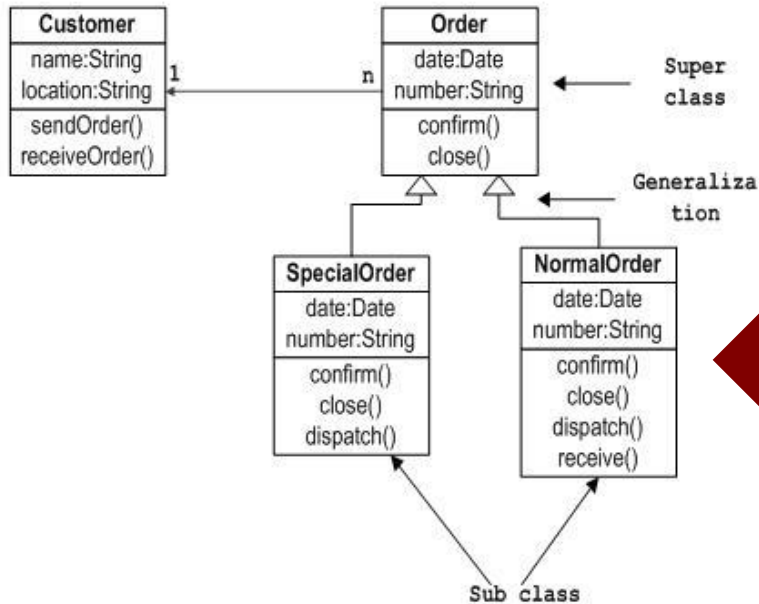 Customer
name:String
location:String
sendOrder()
receiveOrder()
1
n
Order
date:Date
number:String
confirm()
close()
Super
class
Generaliza
tion
SpecialOrder
date:Date
number:String
confirm()
close()
dispatch()
NormalOrder
date:Date
number:String
confirm()
close()
dispatch()
receive()
Sub class